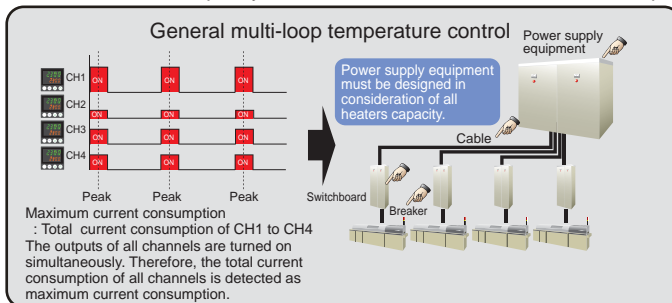 General multi-loop temperature control
CH1
ON ON ON
CH2
ON ON ON
CH3
ON ON ON
CH4
ON ON ON
Peak Peak Peak
Maximum current consumption
: Total current consumption of CH1 to CH4
The outputs of all channels are turned on
simultaneously. Therefore, the total current
consumption of all channels is detected as
maximum current consumption.
Power supply
equipment
Power supply equipment
must be designed in
consideration of all
heaters capacity.
Cable
Switchboard
Breaker